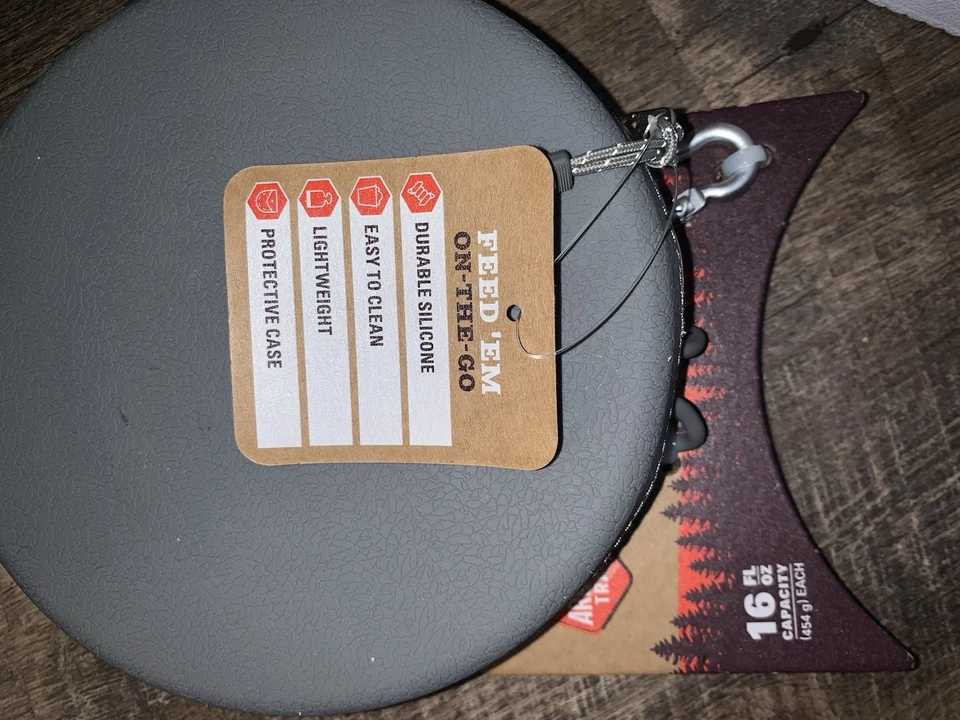 FEED 'EM
ON-THE-GO
DURABLE SILICONE
EASY TO CLEAN
LIGHTWEIGHT
PROTECTIVE CASE
16 FL
OZ
CAPACITY
(454 g) EACH